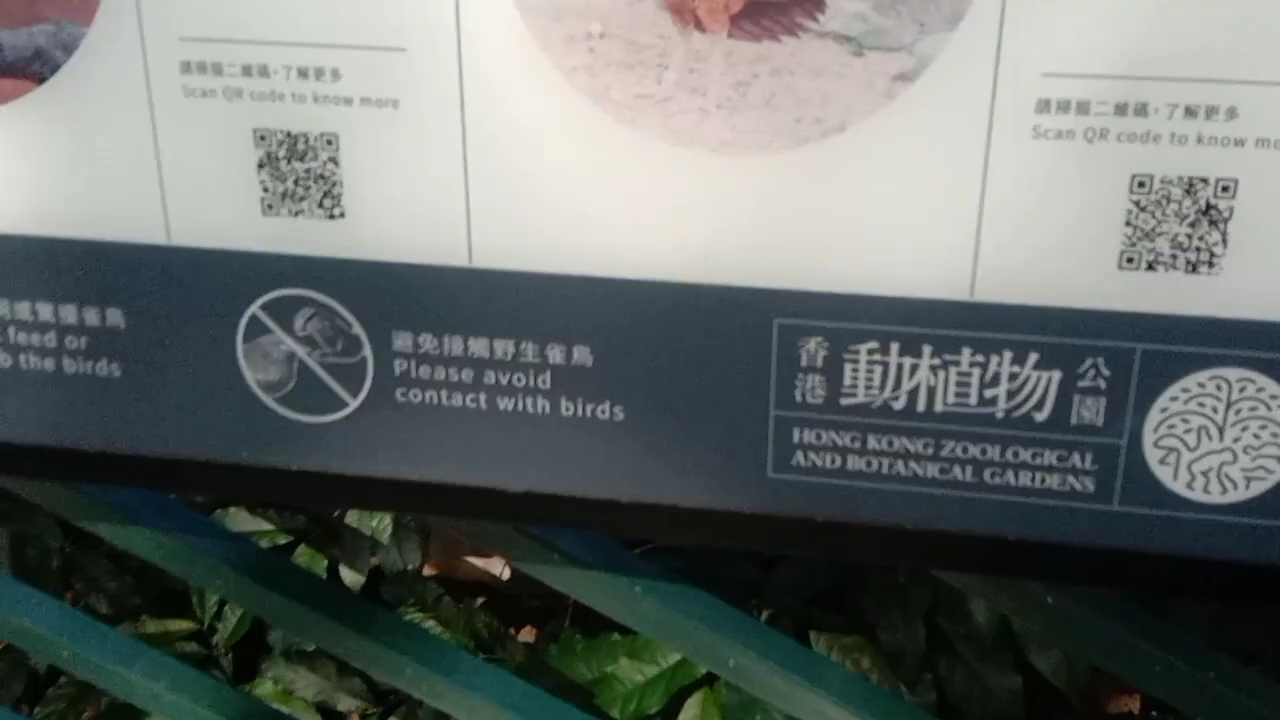 請掃描二維碼，了解更多
Scan QR code to know more
請掃描二維碼，了解更多
Scan QR code to know
雀鳥
feed or
the birds
避免接觸野生雀鳥
Please avoid
contact with birds
香港動植物公園
HONG KONG ZOOLOGICAL
AND BOTANICAL GARDENS